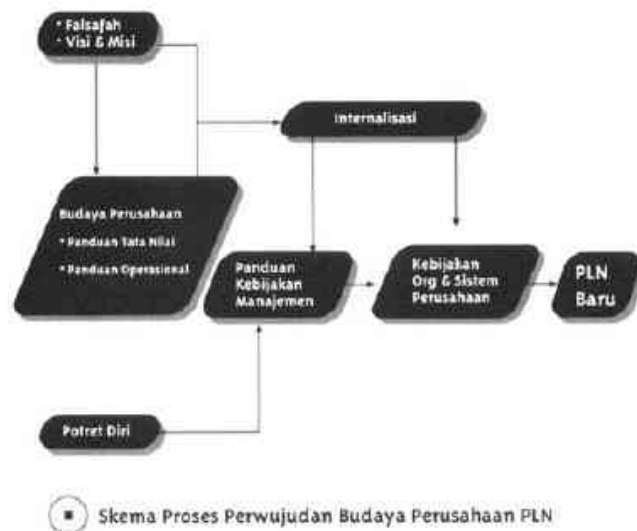 • Falsafah
• Visi & Misi
Internalisasi
Budaya Perusahaan
• Panduan Tata Nilai
• Panduan Operasional
Panduan
Kebijakan
Manajemen
Kebijakan
Org & Sistem
Perusahaan
PLN
Baru
Potret Diri
Skema Proses Perwujudan Budaya Perusahaan PLN